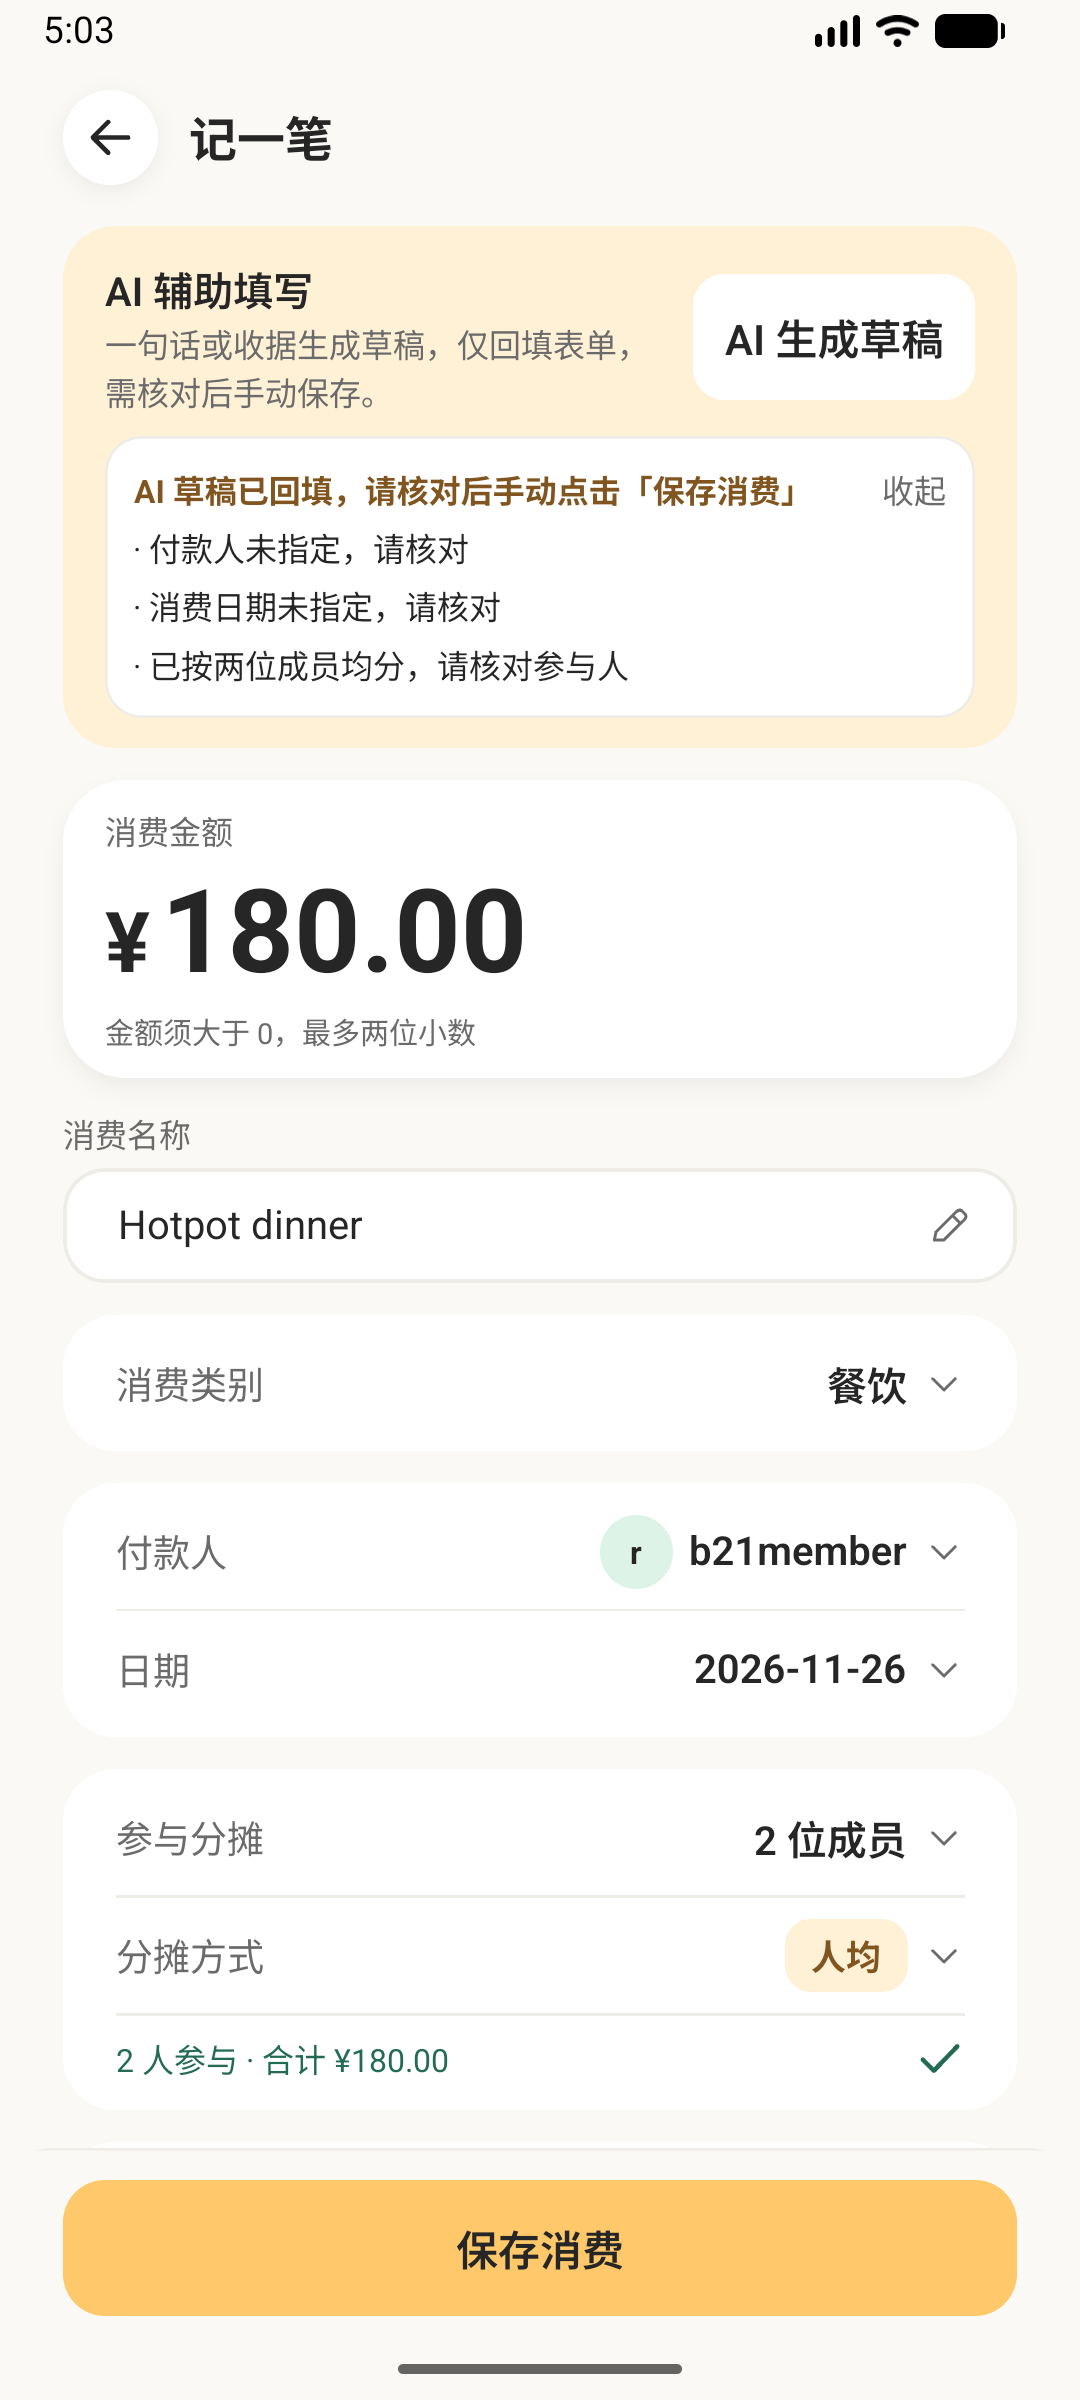 5:03
记一笔
AI 辅助填写
一句话或收据生成草稿，仅回填表单，
需核对后手动保存。
AI 生成草稿
AI 草稿已回填，请核对后手动点击「保存消费」
收起
· 付款人未指定，请核对
· 消费日期未指定，请核对
· 已按两位成员均分，请核对参与人
消费金额
¥180.00
金额须大于 0，最多两位小数
消费名称
Hotpot dinner
消费类别
餐饮
付款人
r
b21member
日期
2026-11-26
参与分摊
2 位成员
分摊方式
人均
2 人参与 · 合计 ¥180.00
保存消费